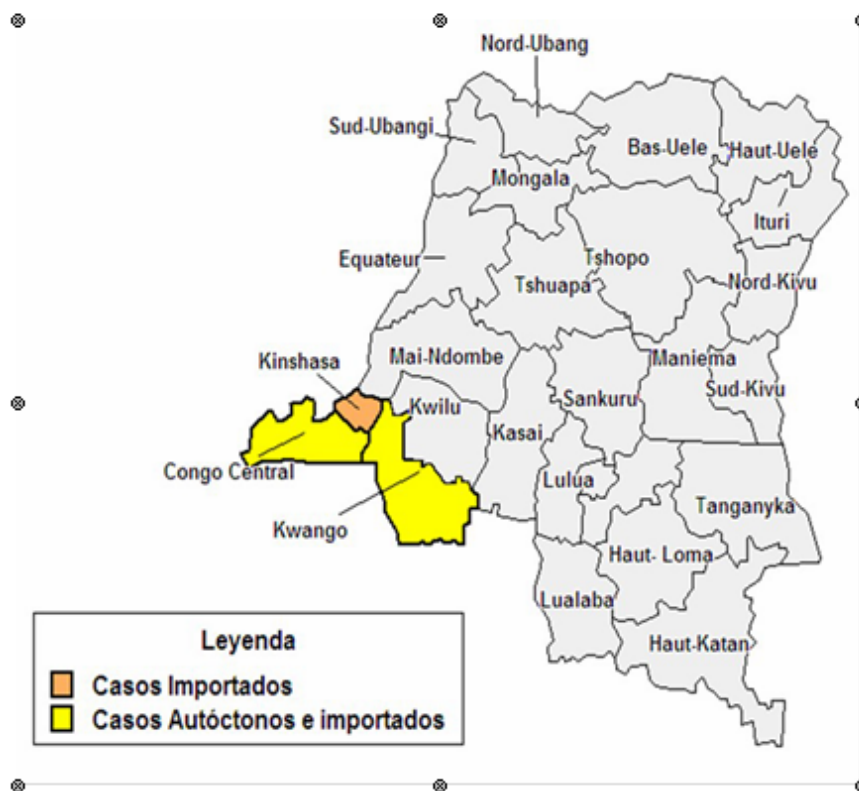 Nord-Ubang
Sud-Ubangi
Bas-Uele
Haut-Uele
Mongala
Ituri
Equateur
Tshopo
Tshuapa
Nord-Kivu
Kinshasa
Mai-Ndombe
Maniema
Sud-Kivu
Kwilu
Sankuru
Kasai
Congo Central
Lulua
Tanganyka
Kwango
Haut- Loma
Lualaba
Haut-Katan
Leyenda
Casos Importados
Casos Autóctonos e importados